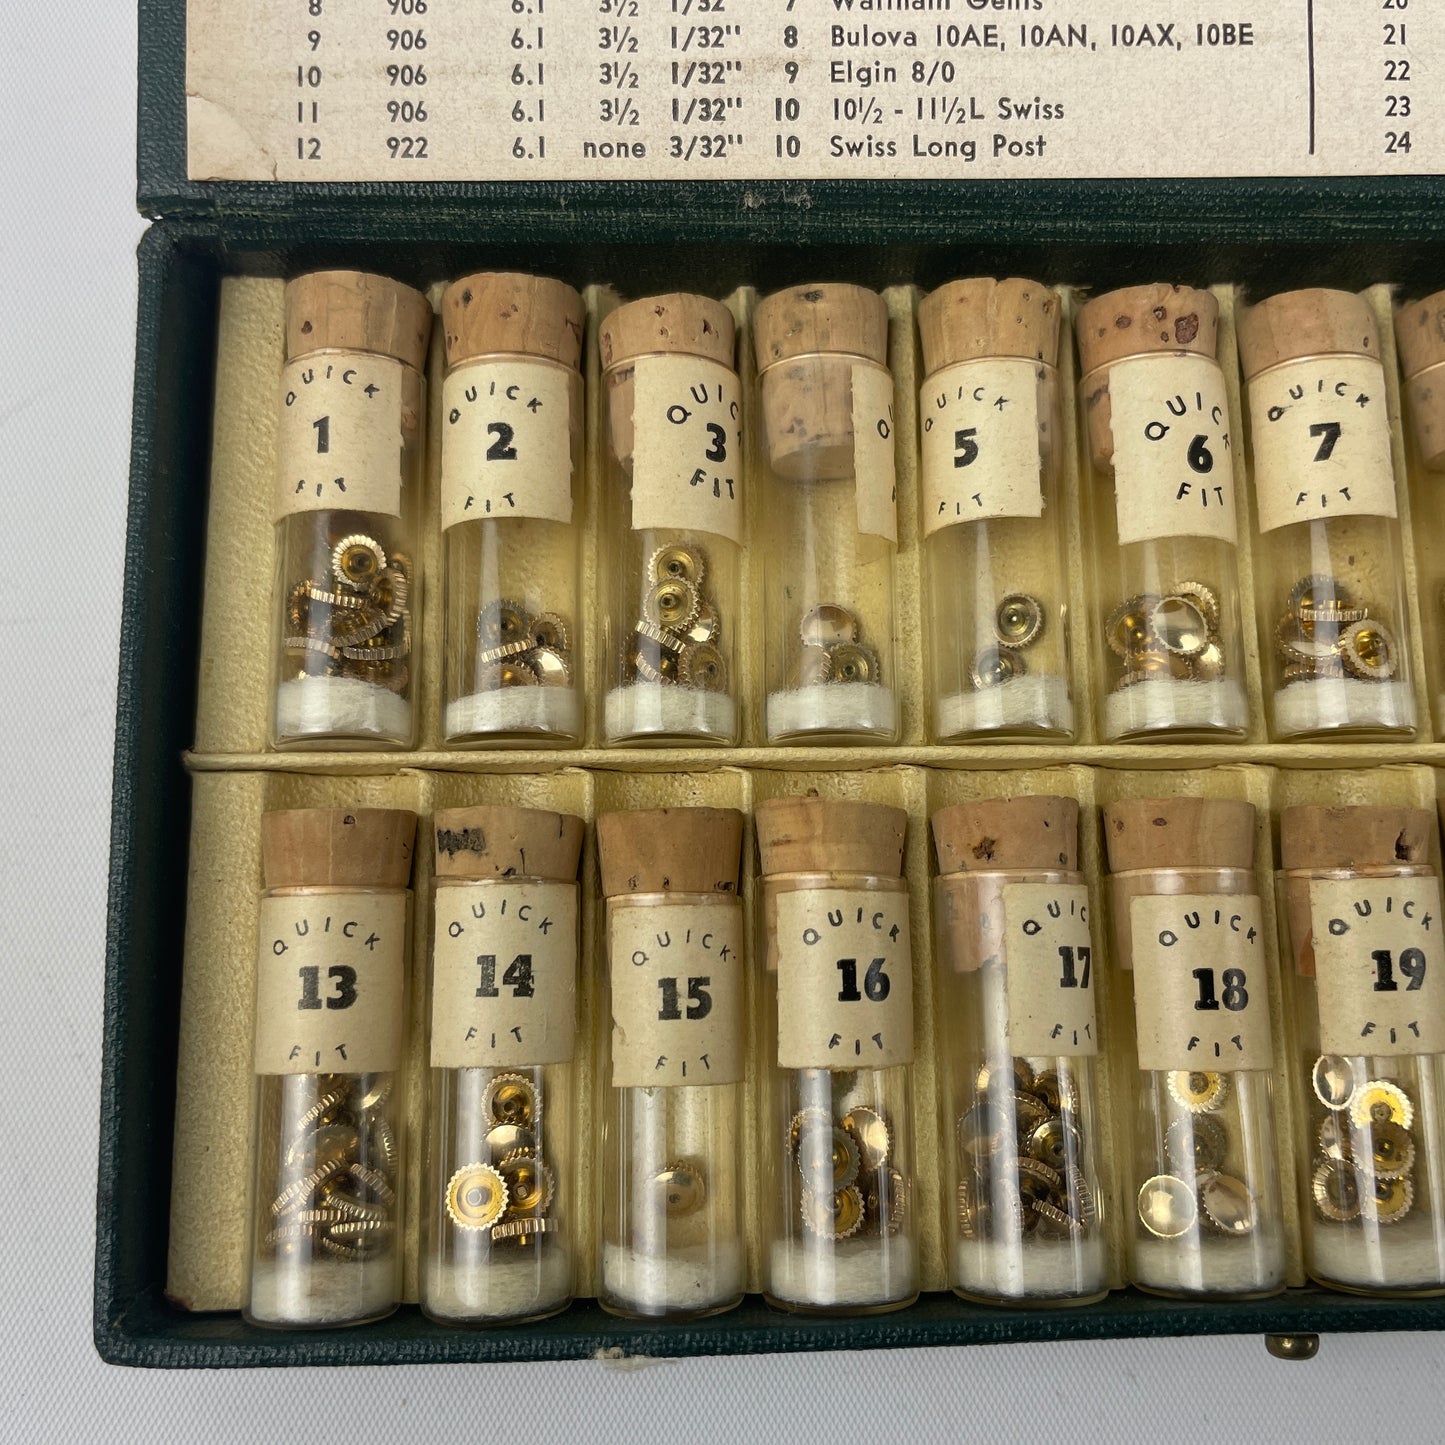 8 906 6.1 3½ 1/32" 7 Waltham Gents 20
9 906 6.1 3½ 1/32" 8 Bulova 10AE, 10AN, 10AX, 10BE 21
10 906 6.1 3½ 1/32" 9 Elgin 8/0 22
11 906 6.1 3½ 1/32" 10 10½ - 11½L Swiss 23
12 922 6.1 none 3/32" 10 Swiss Long Post 24
QUICK
1
FIT
QUICK
2
FIT
QUICK
3
FIT
QUICK
5
FIT
QUICK
6
FIT
QUICK
7
FIT
QUICK
13
FIT
QUICK
14
FIT
QUICK
15
FIT
QUICK
16
FIT
QUIC
17
FIT
QUICK
18
FIT
QUICK
19
FIT